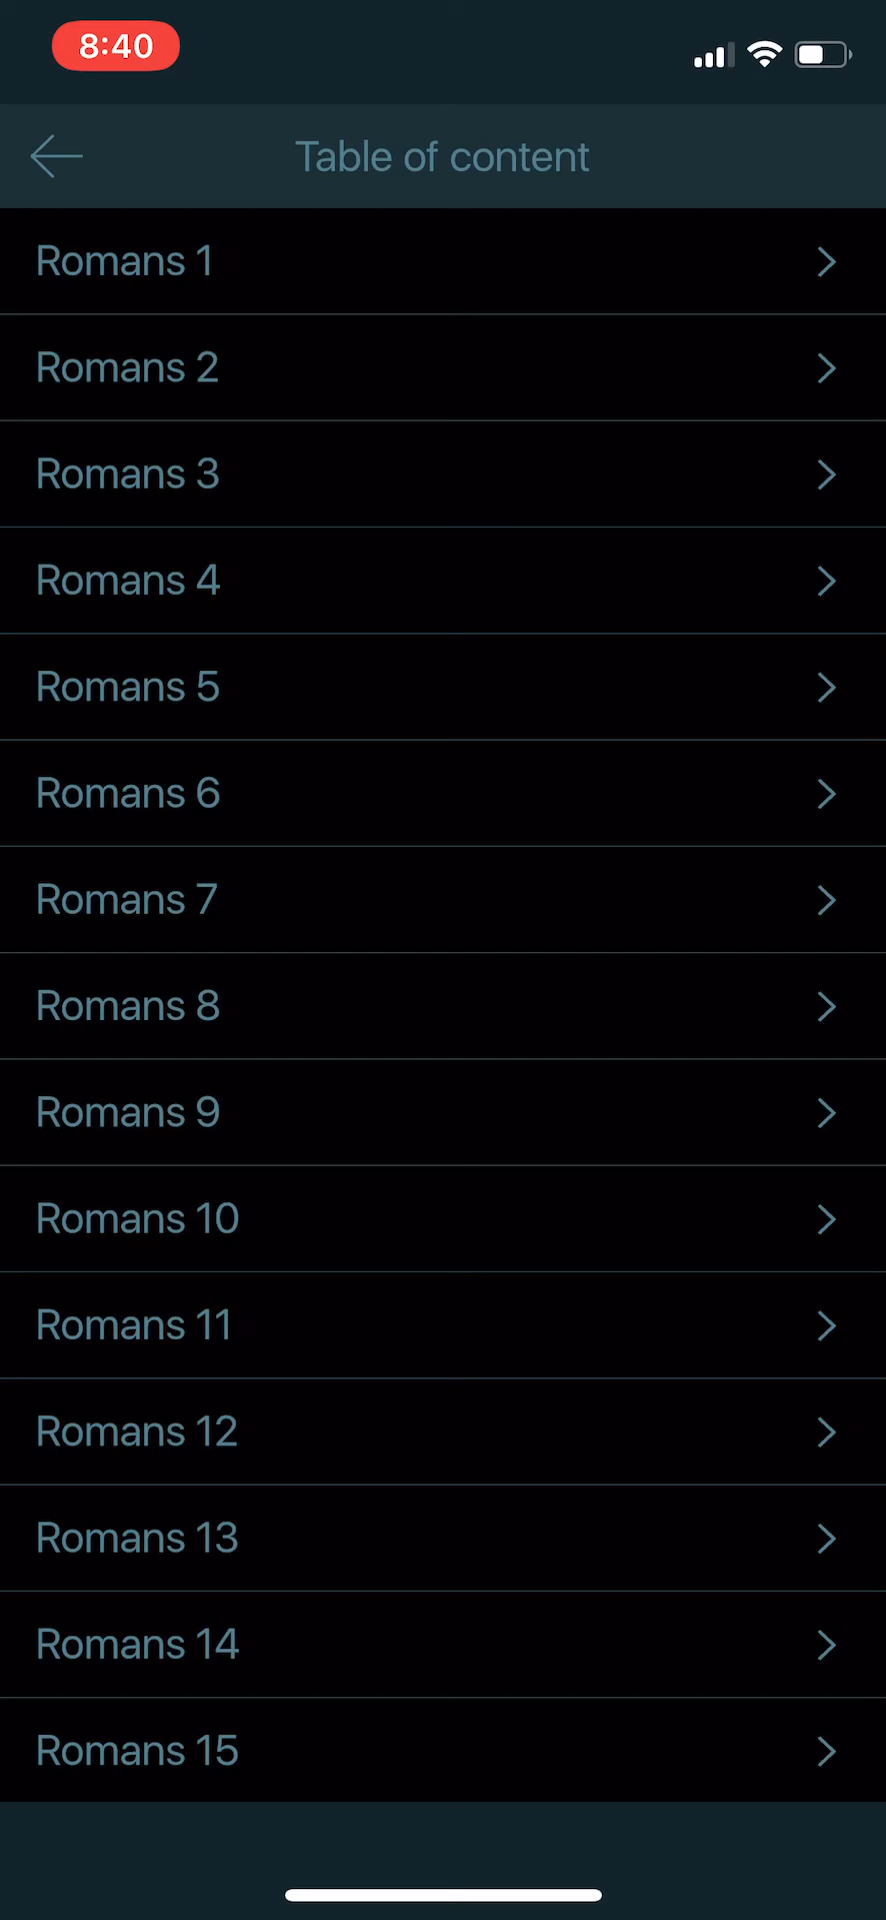 8:40
Table of content
Romans 1
Romans 2
Romans 3
Romans 4
Romans 5
Romans 6
Romans 7
Romans 8
Romans 9
Romans 10
Romans 11
Romans 12
Romans 13
Romans 14
Romans 15